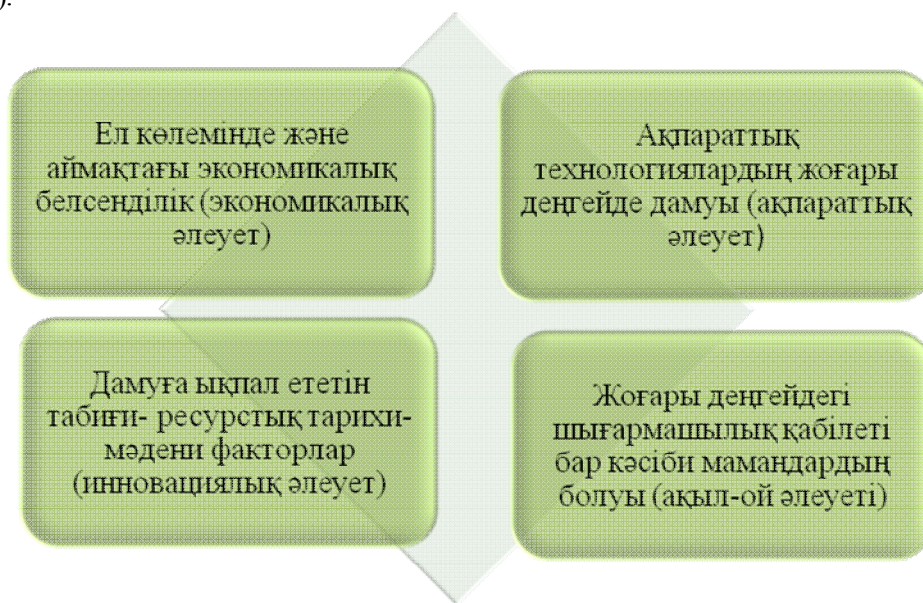 ).
Ел көлемінде және
аймақтағы экономикалық
белсенділік (экономикалық
әлеует)
Ақпараттық
технологиялардың жоғары
деңгейде дамуы (ақпараттық
әлеует)
Дамуға ықпал ететін
табиғи- ресурстық тарихи-
мәдени факторлар
(инновациялық әлеует)
Жоғары деңгейдегі
шығармашылық қабілеті
бар кәсіби мамандардың
болуы (ақыл-ой әлеуеті)